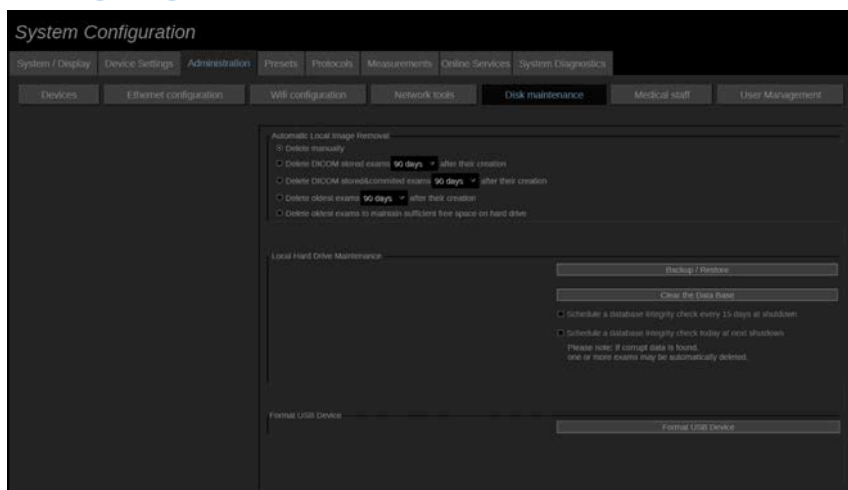 System Configuration
System / Display Device Settings Administration Presets Protocols Measurements Online Services System Diagnostics
Devices Ethernet configuration Wifi configuration Network tools Disk maintenance Medical staff User Management
Automatic Local Image Removal
Delete manually
Delete DICOM stored exams 90 days after their creation
Delete DICOM stored&commited exams 90 days after their creation
Delete oldest exams 90 days after their creation
Delete oldest exams to maintain sufficient free space on hard drive
Local Hard Drive Maintenance
Backup / Restore
Clear the Data Base
Schedule a database integrity check every 15 days at shutdown
Schedule a database integrity check today at next shutdown
Please note: If corrupt data is found,
one or more exams may be automatically deleted.
Format USB Device
Format USB Device